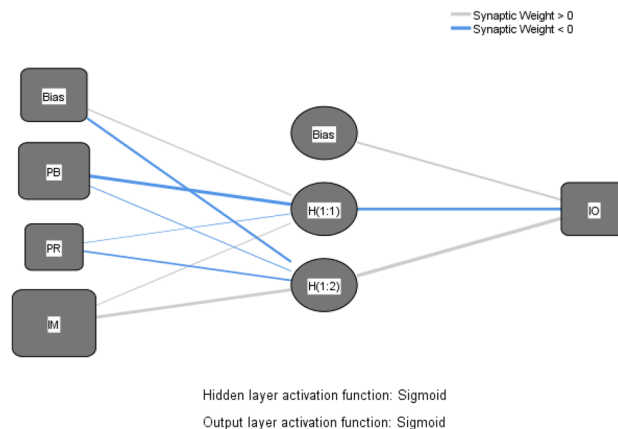 Synaptic Weight > 0
Synaptic Weight < 0
Bias
Bias
PB
H(1:1)
IO
PR
H(1:2)
IM
Hidden layer activation function: Sigmoid
Output layer activation function: Sigmoid